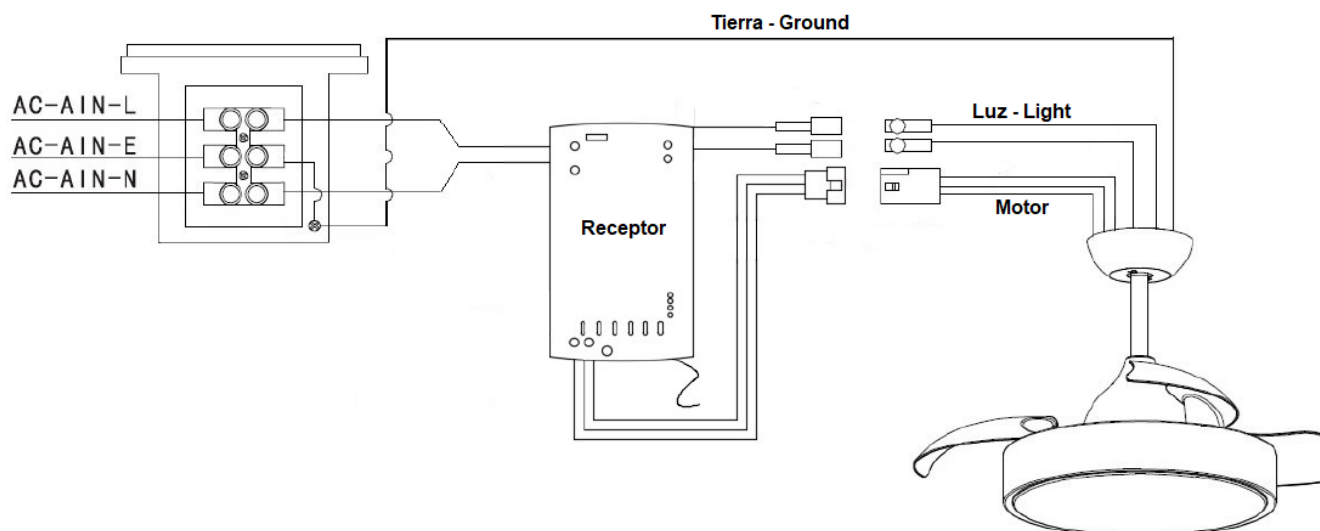 Tierra - Ground
AC-AIN-L
AC-AIN-E
AC-AIN-N
Luz - Light
Motor
Receptor